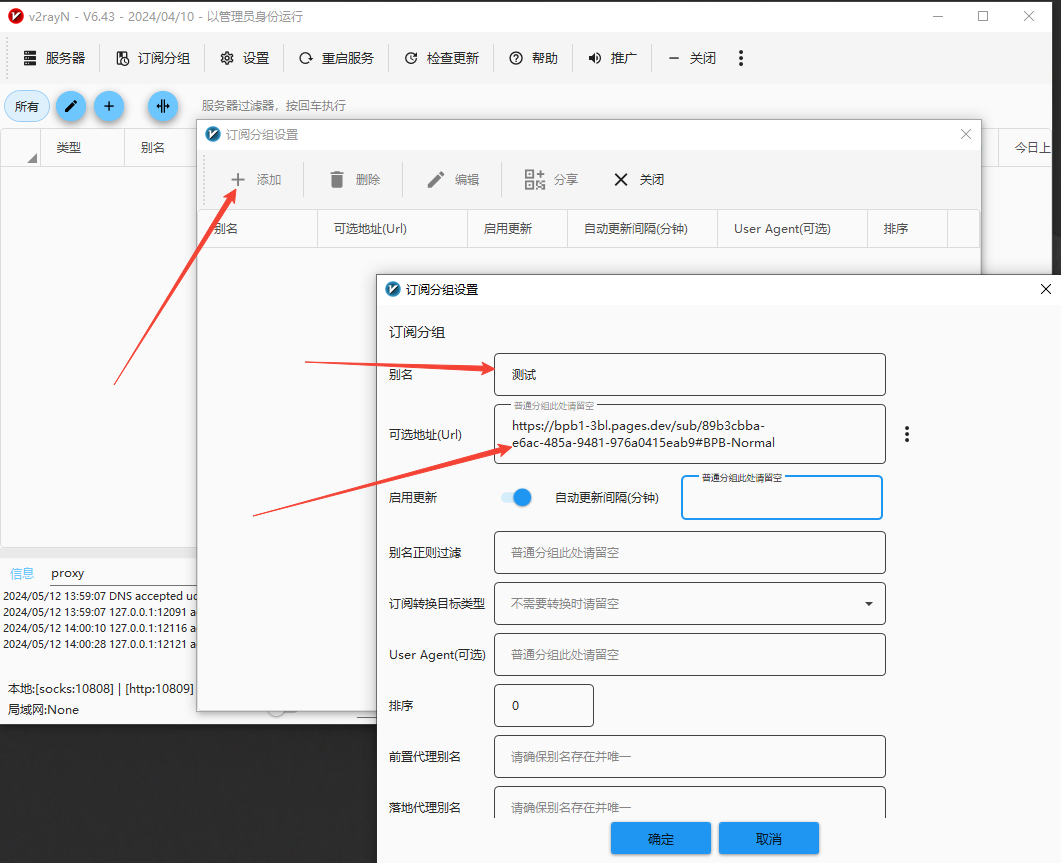 v2rayN - V6.43 - 2024/04/10 - 以管理员身份运行
服务器 订阅分组 设置 重启服务 检查更新 帮助 推广 关闭
所有 服务器过滤器，按回车执行
类型 别名 今日上
订阅分组设置
添加 删除 编辑 分享 关闭
别名 可选地址(Url) 启用更新 自动更新间隔(分钟) User Agent(可选) 排序
订阅分组设置
订阅分组
别名 测试
普通分组此处请留空
可选地址(Url) https://bpb1-3bl.pages.dev/sub/89b3cbba-
e6ac-485a-9481-976a0415eab9#BPB-Normal
普通分组此处请留空
启用更新 自动更新间隔(分钟)
别名正则过滤 普通分组此处请留空
订阅转换目标类型 不需要转换时请留空
User Agent(可选) 普通分组此处请留空
排序 0
前置代理别名 请确保别名存在并唯一
落地代理别名 请确保别名存在并唯一
确定 取消
信息 proxy
2024/05/12 13:59:07 DNS accepted
2024/05/12 13:59:07 127.0.0.1:12091
2024/05/12 14:00:10 127.0.0.1:12116
2024/05/12 14:00:28 127.0.0.1:12121
本地:[socks:10808] | [http:10809]
局域网:None